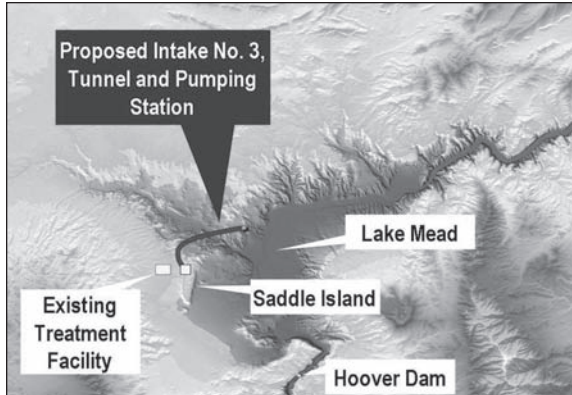 Proposed Intake No. 3,
Tunnel and Pumping
Station
Lake Mead
Existing
Treatment
Facility
Saddle Island
Hoover Dam